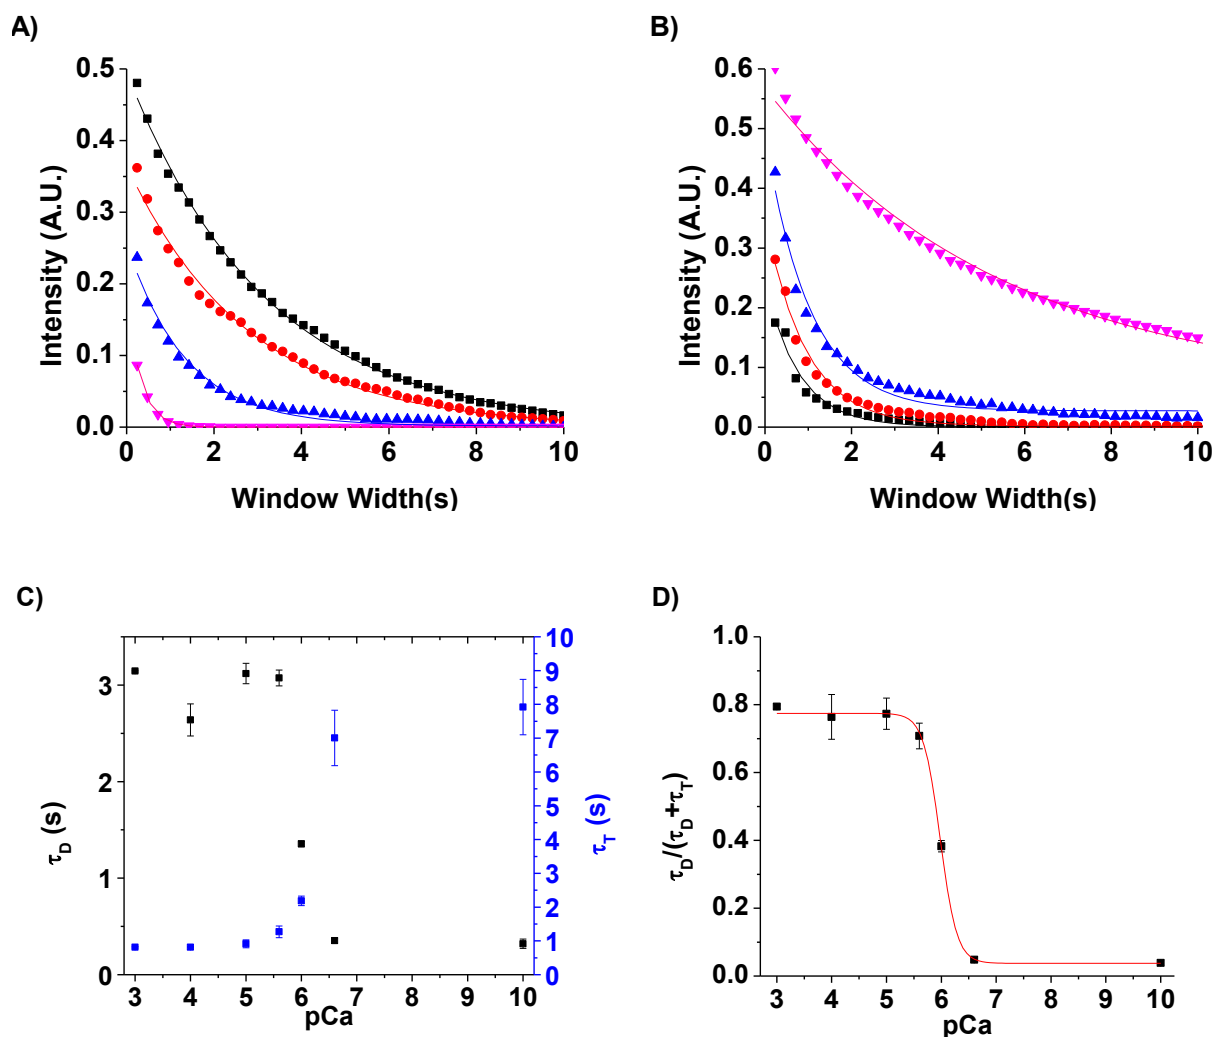 A)
B)
Intensity (A.U.)
0.5
0.4
0.3
0.2
0.1
0.0
0 2 4 6 8 10
Window Width(s)
Intensity (A.U.)
0.6
0.5
0.4
0.3
0.2
0.1
0.0
0 2 4 6 8 10
Window Width(s)
C)
D)
τD (s)
3
2
1
0
3 4 5 6 7 8 9 10
pCa
10
9
8
7
6
5
4
3
2
1
0
τT (s)
τD/(τD+τT)
1.0
0.8
0.6
0.4
0.2
0.0
3 4 5 6 7 8 9 10
pCa